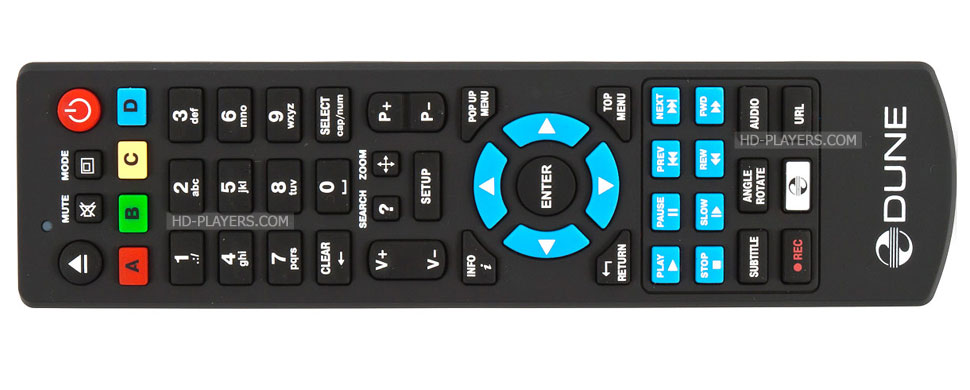 MUTE
MODE
A
B
C
D
1
.:/
2
abc
3
def
4
ghi
5
jkl
6
mno
7
pqrs
8
tuv
9
wxyz
CLEAR
0
SELECT
cap/num
SEARCH
ZOOM
?
V+
V-
SETUP
P+
P-
INFO
i
POP UP
MENU
ENTER
RETURN
TOP
MENU
PLAY
PAUSE
PREV
NEXT
STOP
SLOW
REW
FWD
SUBTITLE
ANGLE
ROTATE
AUDIO
REC
URL
DUNE
HD-PLAYERS.COM
HD-PLAYERS.COM